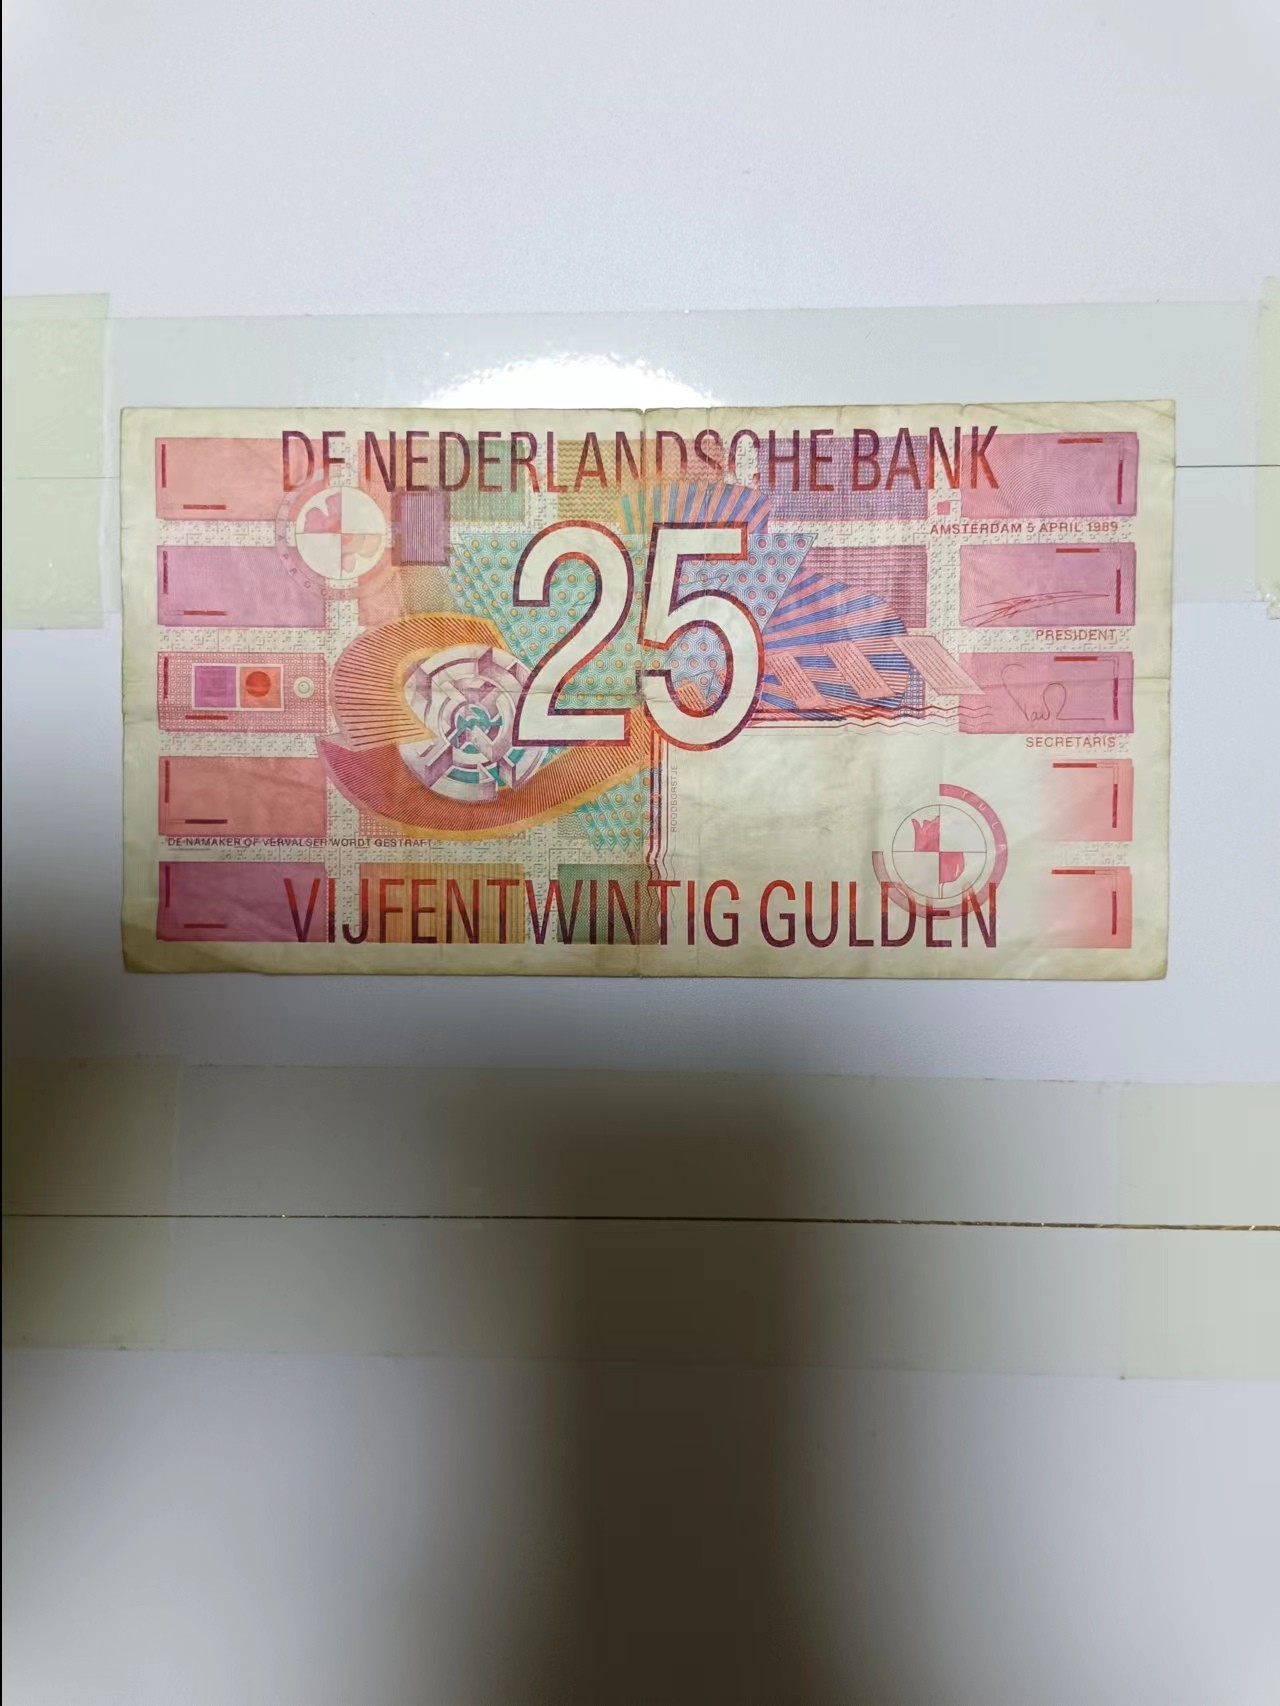 DE NEDERLANDSCHE BANK
AMSTERDAM 5 APRIL 1989
25
PRESIDENT
SECRETARIS
ROODBORSTJE
DE NAMAKER OF VERVALSER WORDT GESTRAFT
TULP
VIJFENTWINTIG GULDEN